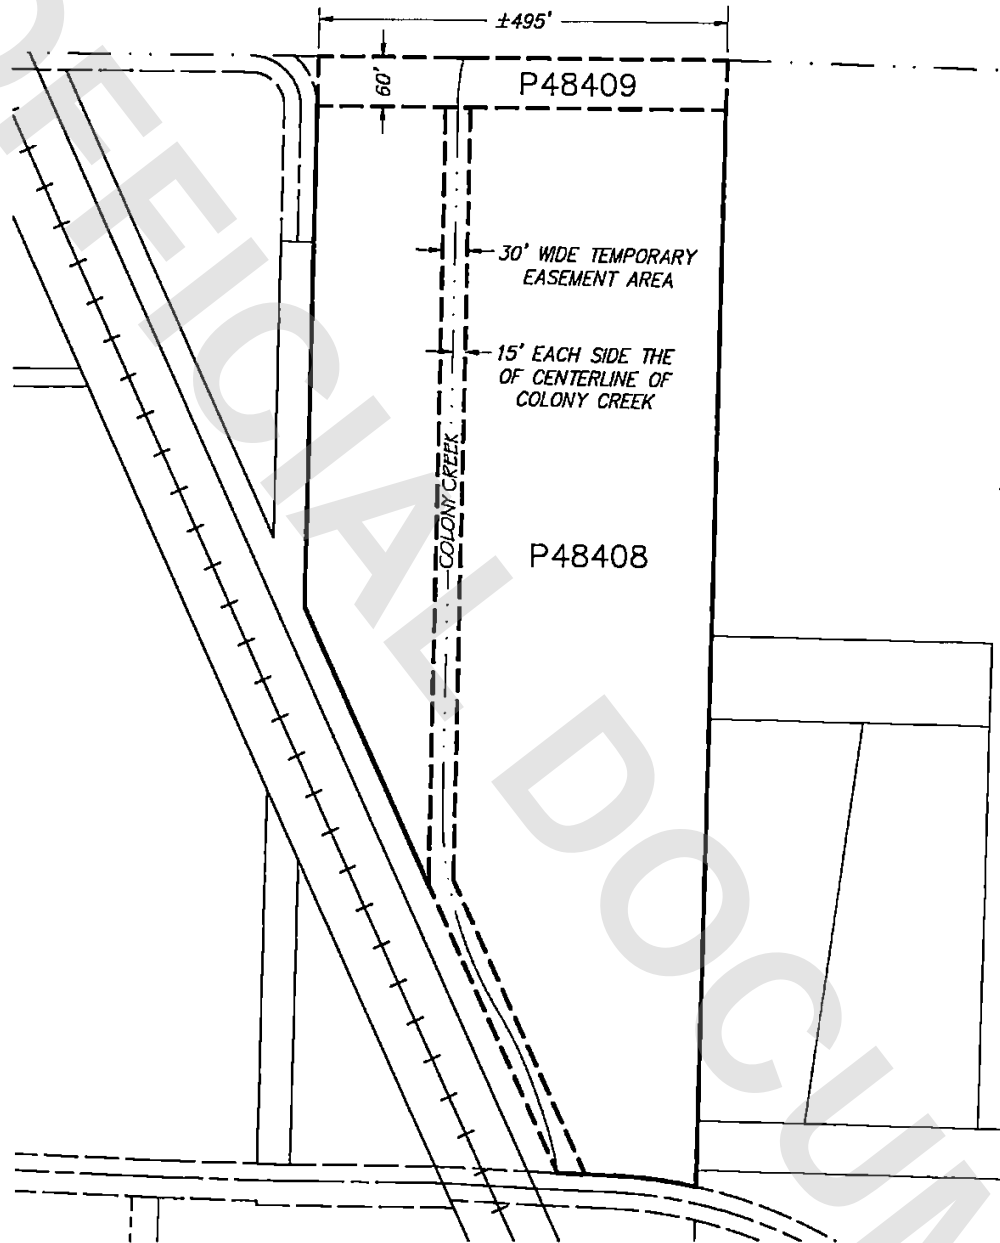 ±495'
60'
P48409
30' WIDE TEMPORARY
EASEMENT AREA
15' EACH SIDE THE
OF CENTERLINE OF
COLONY CREEK
COLONY CREEK
P48408
OFFICIAL DOCUM